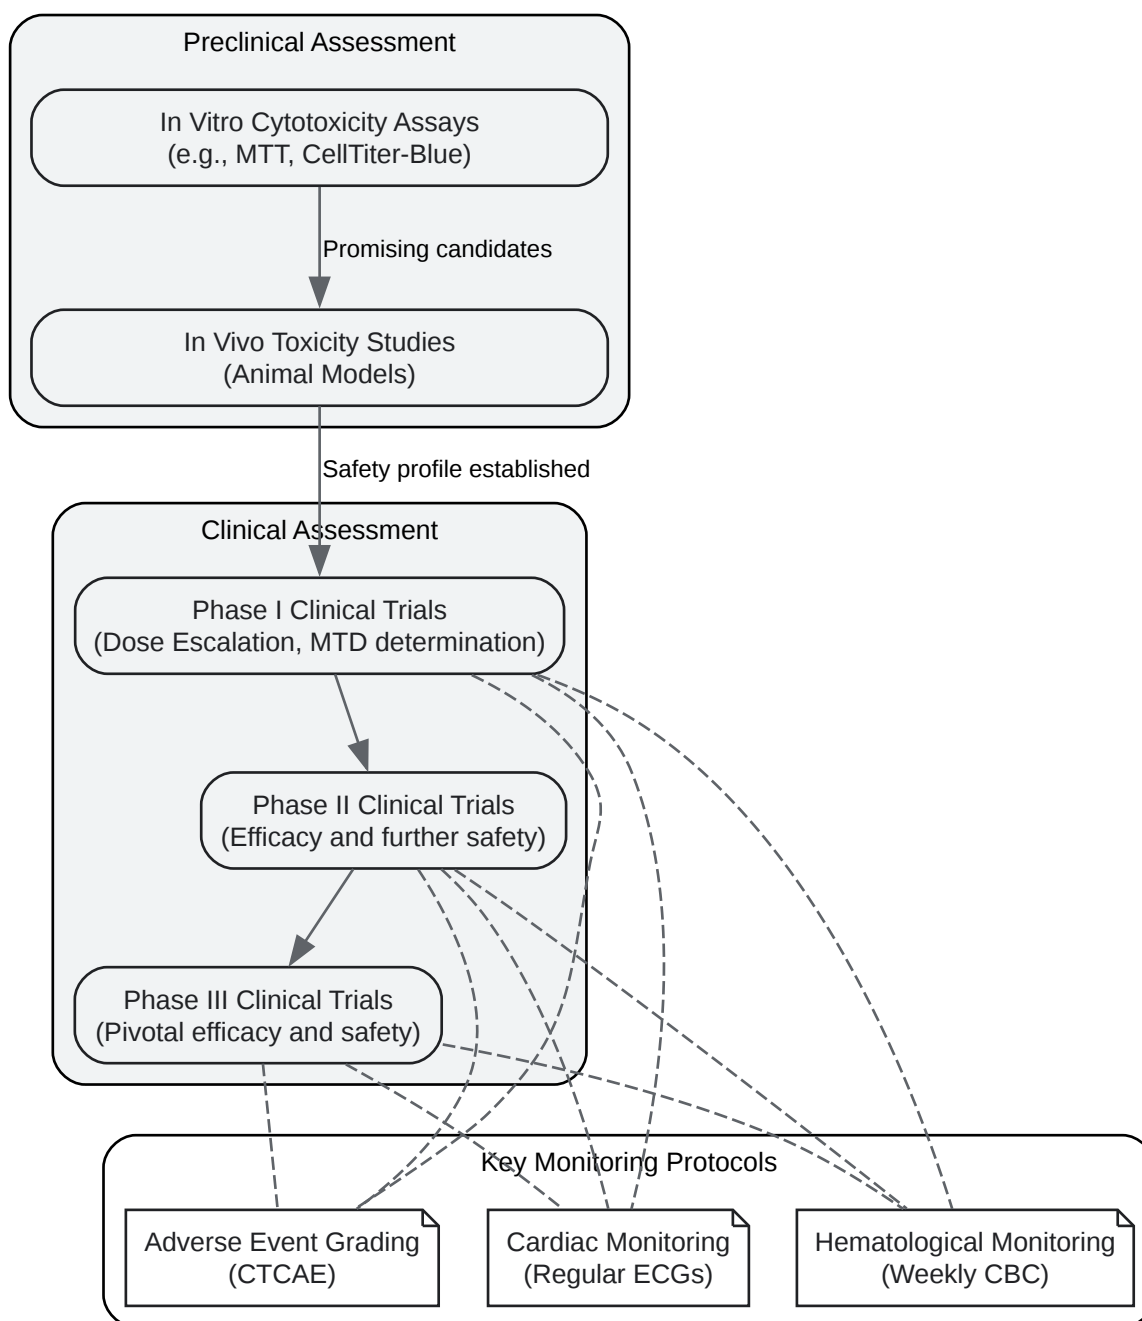 Preclinical Assessment
In Vitro Cytotoxicity Assays
(e.g., MTT, CellTiter-Blue)
Promising candidates
In Vivo Toxicity Studies
(Animal Models)
Safety profile established
Clinical Assessment
Phase I Clinical Trials
(Dose Escalation, MTD determination)
Phase II Clinical Trials
(Efficacy and further safety)
Phase III Clinical Trials
(Pivotal efficacy and safety)
Key Monitoring Protocols
Adverse Event Grading
(CTCAE)
Cardiac Monitoring
(Regular ECGs)
Hematological Monitoring
(Weekly CBC)